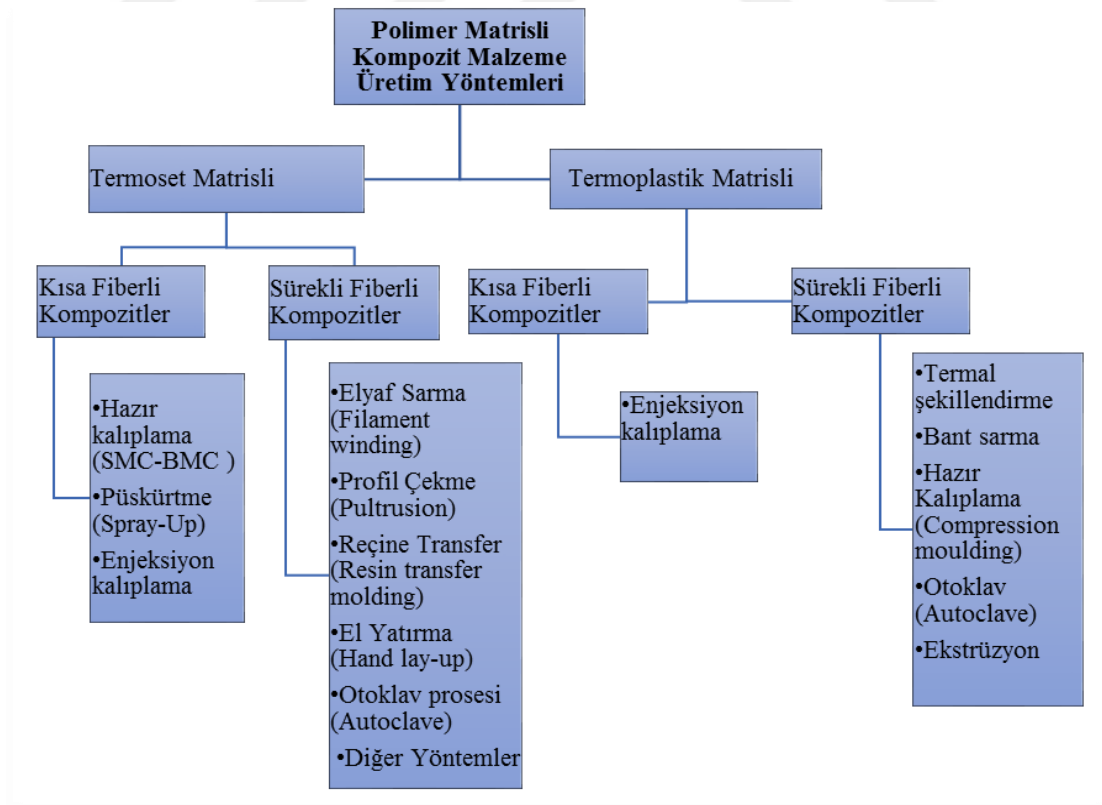 Polimer Matrisli
Kompozit Malzeme
Üretim Yöntemleri
Termoset Matrisli
Termoplastik Matrisli
Kısa Fiberli
Kompozitler
Sürekli Fiberli
Kompozitler
Kısa Fiberli
Kompozitler
Sürekli Fiberli
Kompozitler
•Hazır
kalıplama
(SMC-BMC )
•Püskürtme
(Spray-Up)
•Enjeksiyon
kalıplama
•Elyaf Sarma
(Filament
winding)
•Profil Çekme
(Pultrusion)
•Reçine Transfer
(Resin transfer
molding)
•El Yatırma
(Hand lay-up)
•Otoklav prosesi
(Autoclave)
•Diğer Yöntemler
•Enjeksiyon
kalıplama
•Termal
şekillendirme
•Bant sarma
•Hazır
Kalıplama
(Compression
moulding)
•Otoklav
(Autoclave)
•Ekstrüzyon